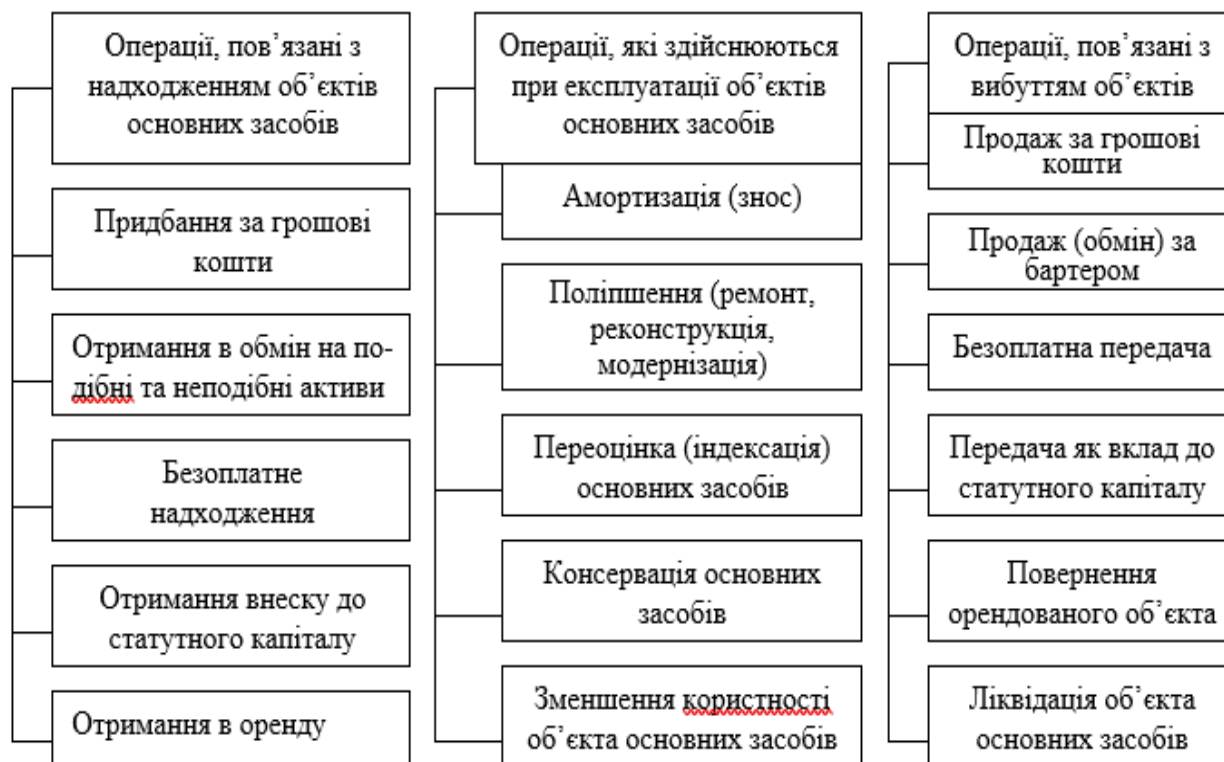 Операції, пов’язані з
надходженням об’єктів
основних засобів
Придбання за грошові
кошти
Отримання в обмін на по-
дібні та неподібні активи
Безоплатне
надходження
Отримання внеску до
статутного капіталу
Отримання в оренду
Операції, які здійснюються
при експлуатації об’єктів
основних засобів
Амортизація (знос)
Поліпшення (ремонт,
реконструкція,
модернізація)
Переоцінка (індексація)
основних засобів
Консервація основних
засобів
Зменшення користності
об’єкта основних засобів
Операції, пов’язані з
вибуттям об’єктів
Продаж за грошові
кошти
Продаж (обмін) за
бартером
Безоплатна передача
Передача як вклад до
статутного капіталу
Повернення
орендованого об’єкта
Ліквідація об’єкта
основних засобів